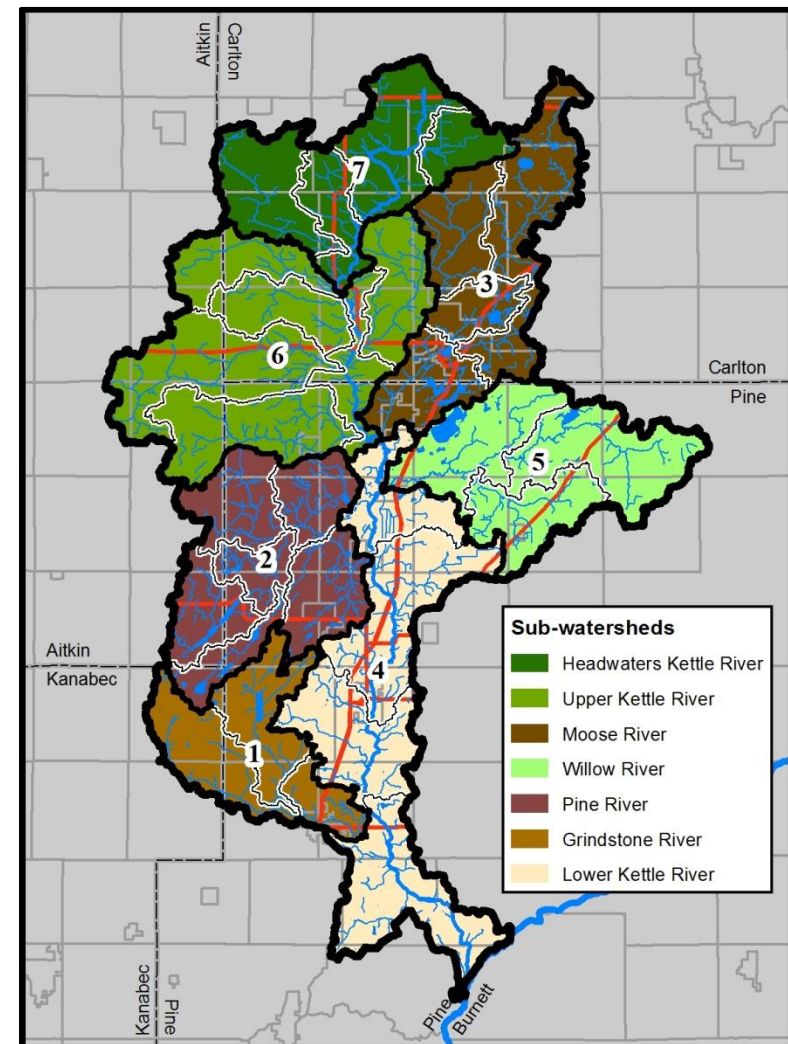 Aitkin
Carlton
7
3
6
Carlton
Pine
5
2
Sub-watersheds
Headwaters Kettle River
Upper Kettle River
Moose River
Willow River
Pine River
Grindstone River
Lower Kettle River
Aitkin
Kanabec
4
1
Kanabec
Pine
Pine
Burnett